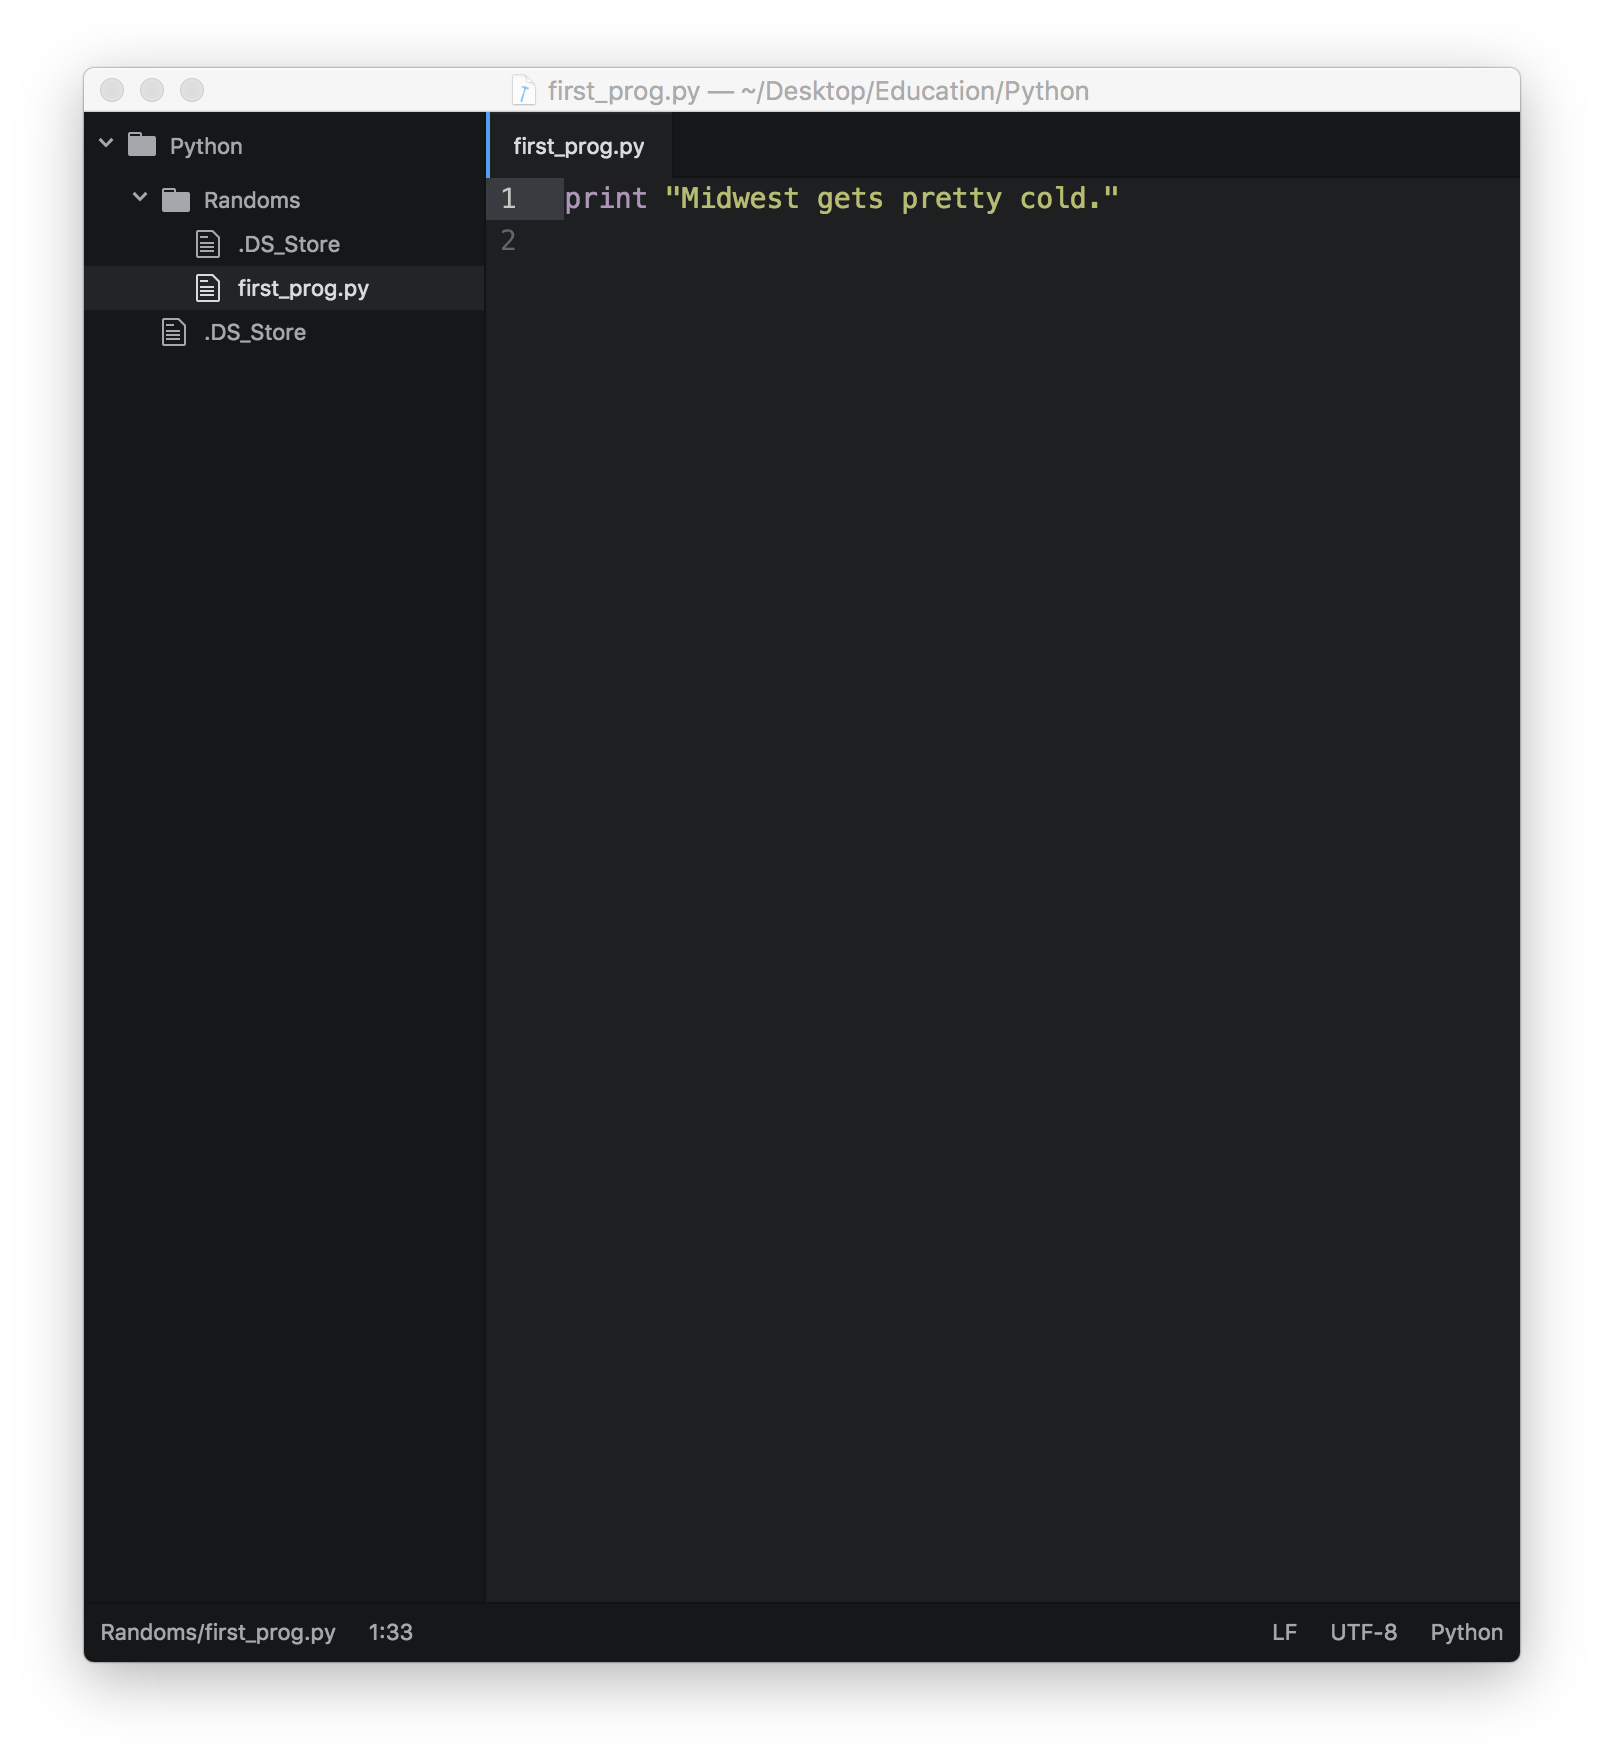 first_prog.py — ~/Desktop/Education/Python
Python
Randoms
.DS_Store
first_prog.py
.DS_Store
first_prog.py
1 print "Midwest gets pretty cold."
2
Randoms/first_prog.py 1:33 LF UTF-8 Python